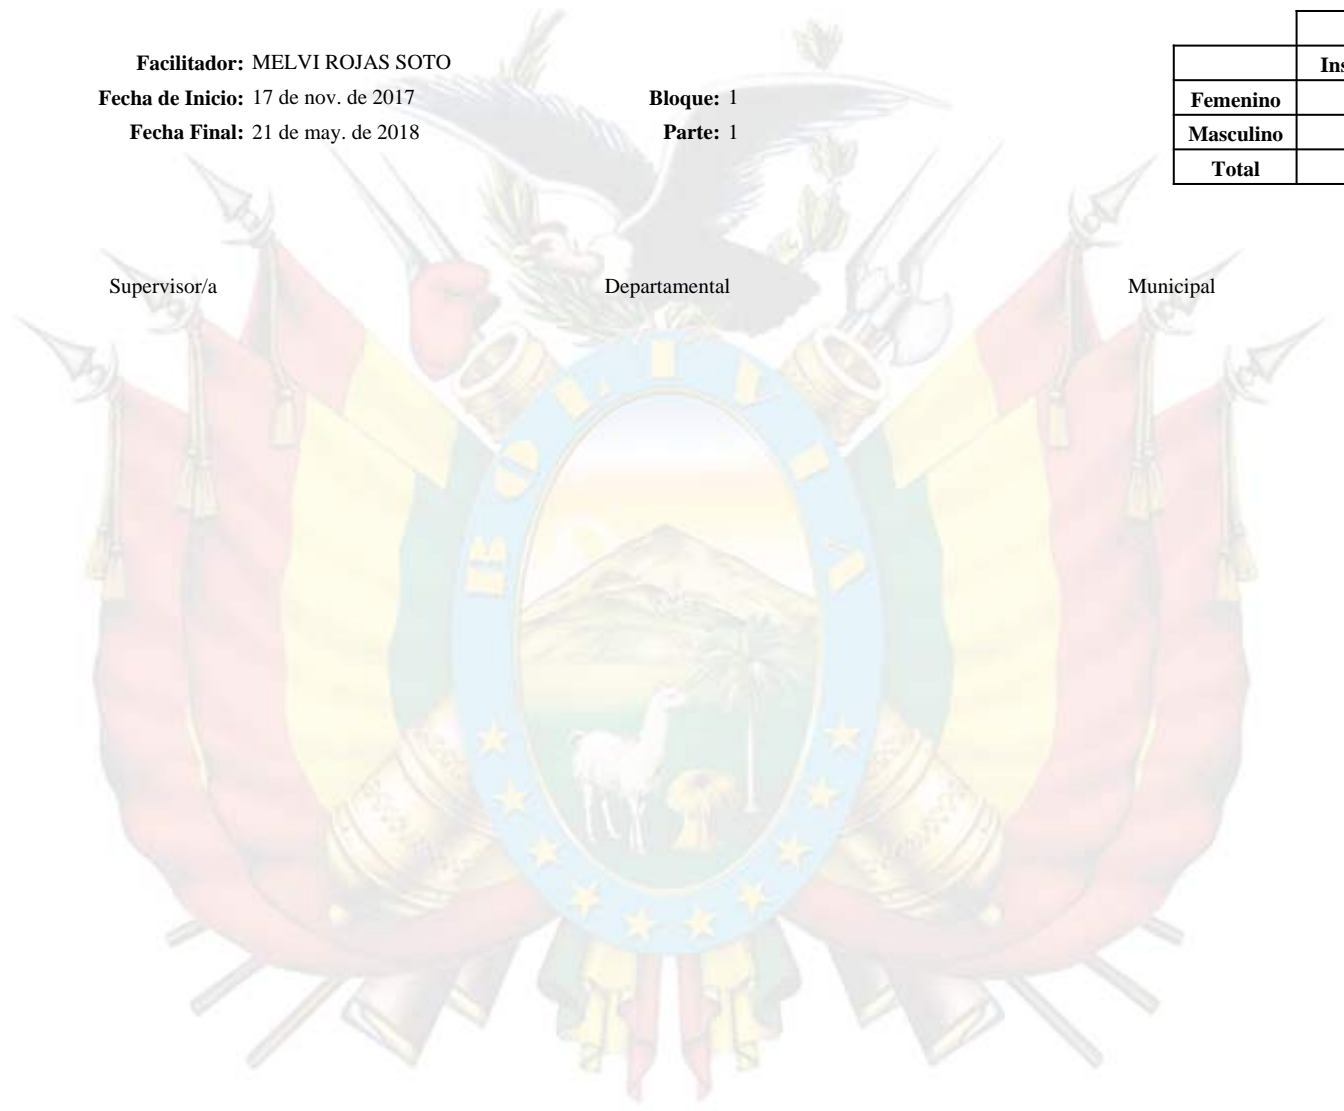 Facilitador: MELVI ROJAS SOTO
Fecha de Inicio: 17 de nov. de 2017
Bloque: 1
Fecha Final: 21 de may. de 2018
Parte: 1
Femenino
Masculino
Total
Supervisor/a
Departamental
Municipal
BOLIVIA